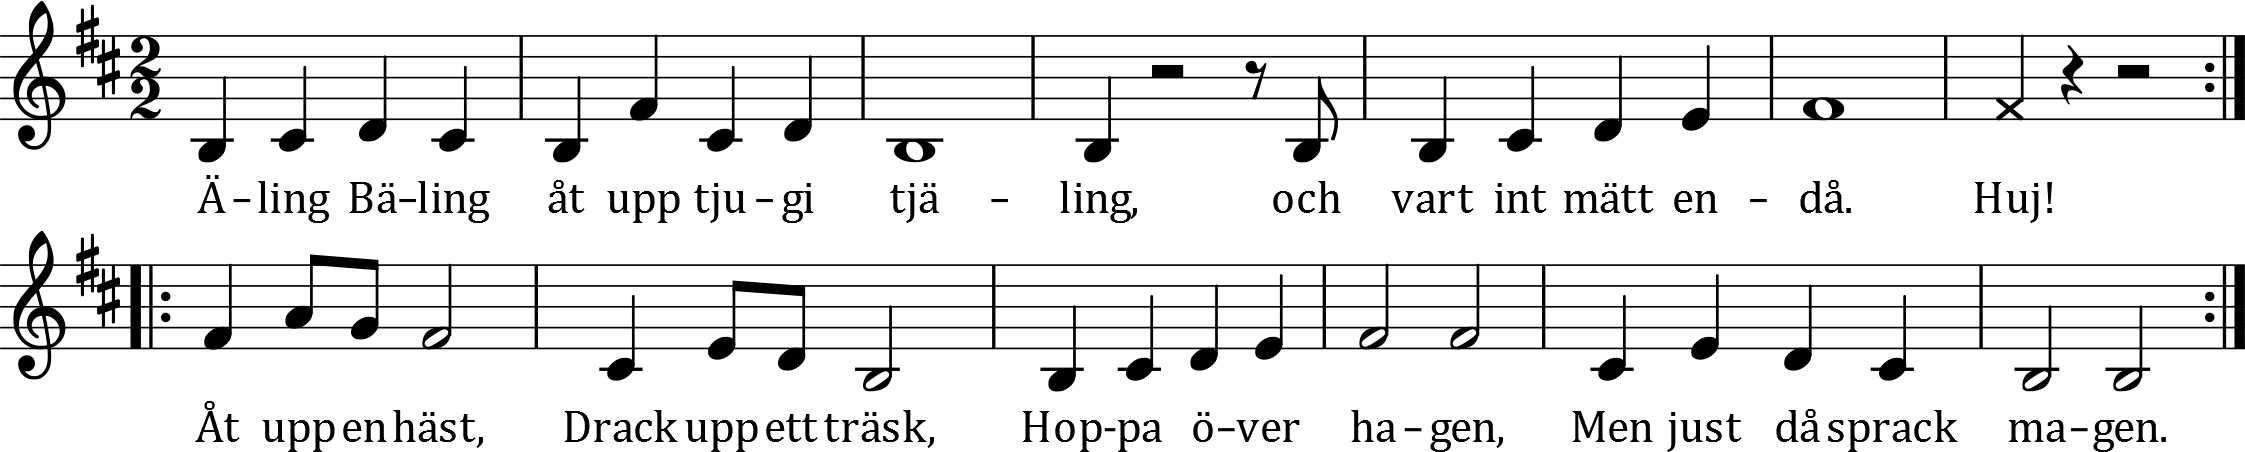 Ä–ling Bä–ling åt upp tju–gi tjä – ling, och vart int mätt en – då. Huj!
Åt upp en häst, Drack upp ett träsk, Hop-pa ö–ver ha–gen, Men just då sprack ma–gen.